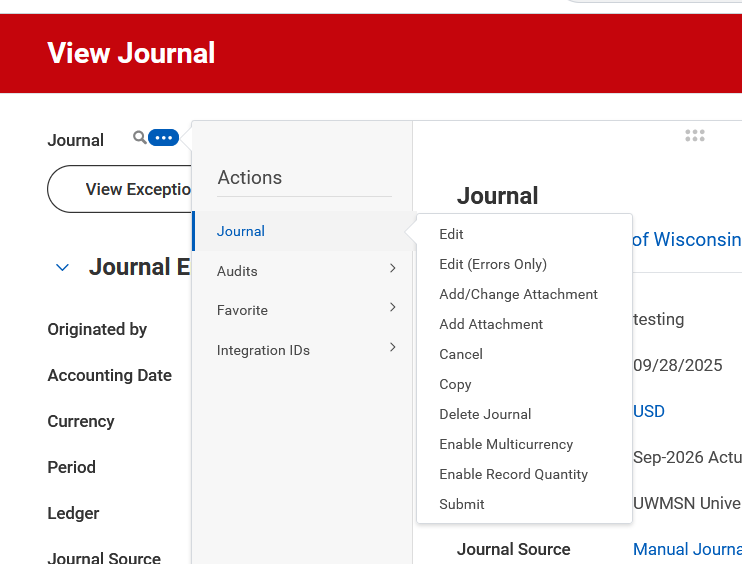 View Journal
Journal
View Exceptio
Journal E
Originated by
Accounting Date
Currency
Period
Ledger
Journal Source
Actions
Journal
Audits
Favorite
Integration IDs
Edit
Edit (Errors Only)
Add/Change Attachment
Add Attachment
Cancel
Copy
Delete Journal
Enable Multicurrency
Enable Record Quantity
Submit
Journal
of Wisconsin
testing
09/28/2025
USD
Sep-2026 Actu
UWMSN Unive
Journal Source
Manual Journa